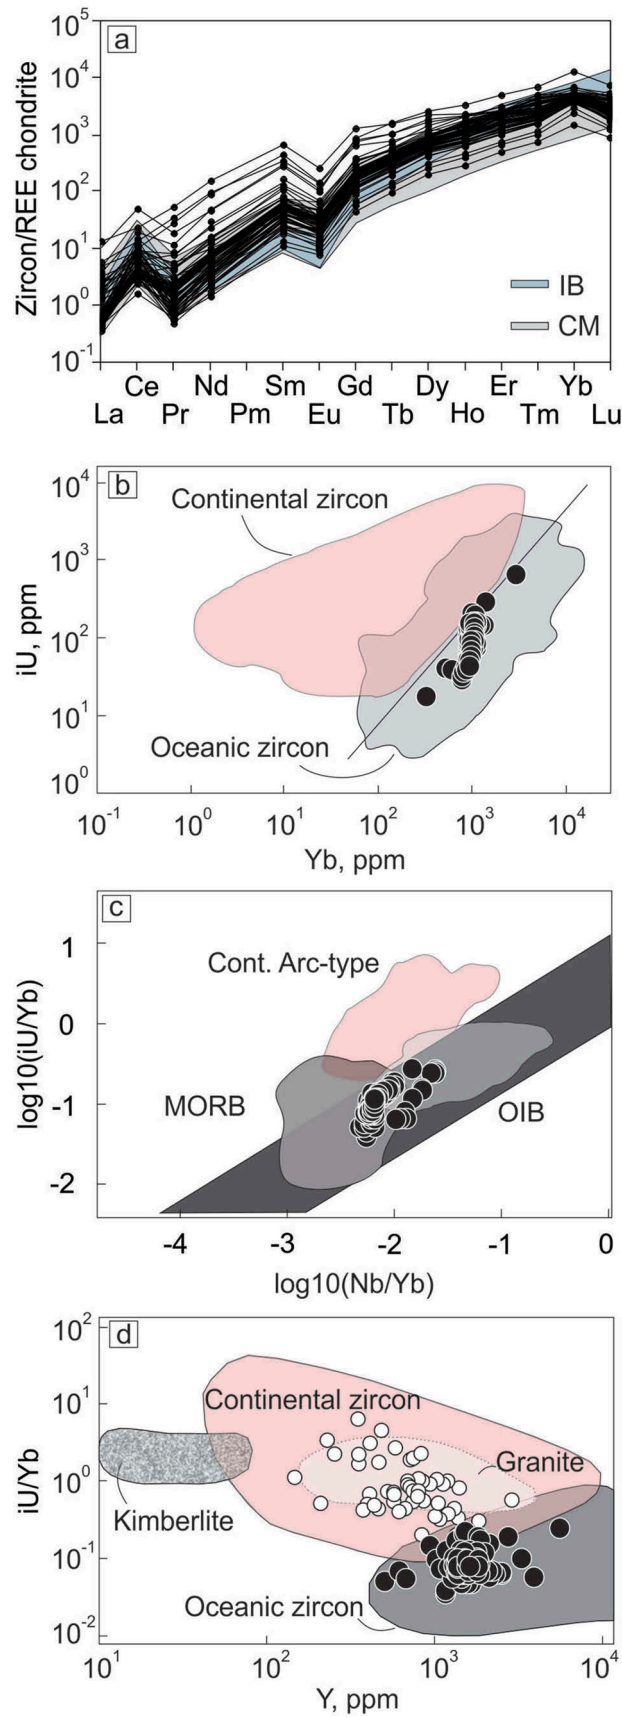 a
Zircon/REE chondrite
10^5
10^4
10^3
10^2
10^1
10^0
10^-1
IB
CM
Ce Nd Sm Gd Dy Er Yb
La Pr Pm Eu Tb Ho Tm Lu
b
Continental zircon
Oceanic zircon
iU, ppm
10^4
10^3
10^2
10^1
10^0
10^-1 10^0 10^1 10^2 10^3 10^4
Yb, ppm
c
Cont. Arc-type
MORB
OIB
log10(iU/Yb)
1
0
-1
-2
-4 -3 -2 -1 0
log10(Nb/Yb)
d
Continental zircon
Granite
Kimberlite
Oceanic zircon
iU/Yb
10^2
10^1
10^0
10^-1
10^-2
10^1 10^2 10^3 10^4
Y, ppm